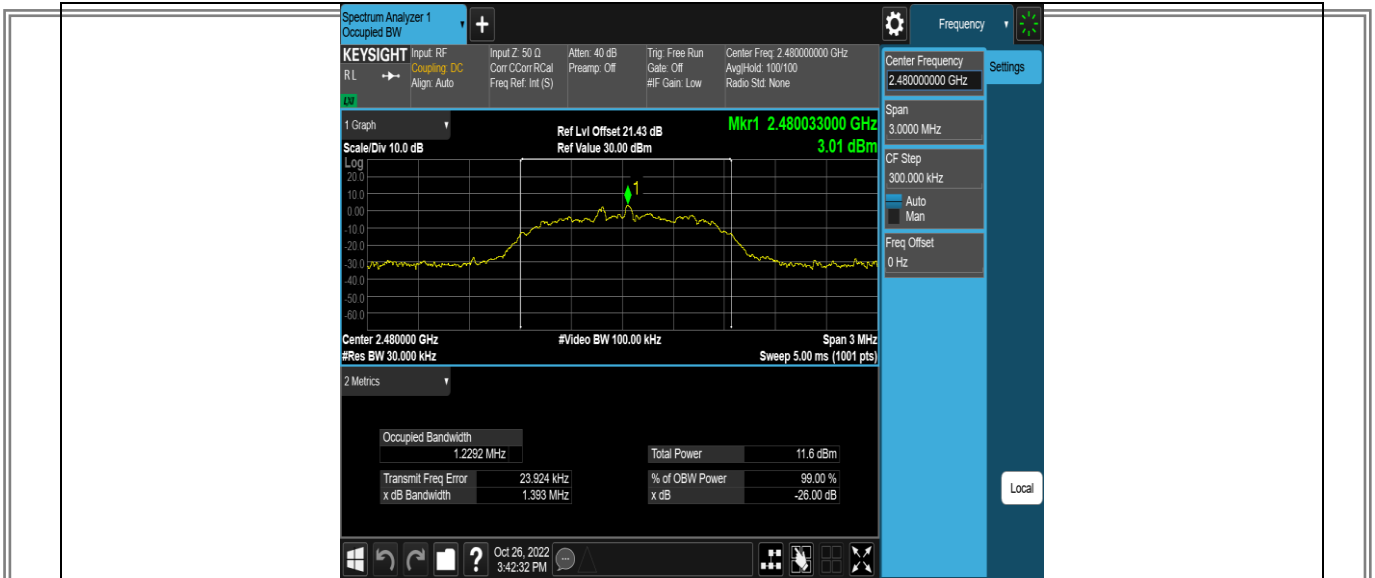 Spectrum Analyzer 1
Occupied BW
+
Frequency
KEYSIGHT
Input: RF
Coupling: DC
Align: Auto
Input Z: 50 Ω
Corr CCorr RCal
Freq Ref: Int (S)
Atten: 40 dB
Preamp: Off
Trig: Free Run
Gate: Off
#IF Gain: Low
Center Freq: 2.480000000 GHz
Avg|Hold: 100/100
Radio Std: None
RL
LXI
Center Frequency
2.480000000 GHz
Settings
Span
3.0000 MHz
CF Step
300.000 kHz
Auto
Man
Freq Offset
0 Hz
1 Graph
Ref Lvl Offset 21.43 dB
Mkr1 2.480033000 GHz
Scale/Div 10.0 dB
Ref Value 30.00 dBm
3.01 dBm
Log
20.0
10.0
0.00
-10.0
-20.0
-30.0
-40.0
-50.0
-60.0
1
Center 2.480000 GHz
#Video BW 100.00 kHz
Span 3 MHz
#Res BW 30.000 kHz
Sweep 5.00 ms (1001 pts)
2 Metrics
Occupied Bandwidth
1.2292 MHz
Total Power 11.6 dBm
Transmit Freq Error 23.924 kHz
% of OBW Power 99.00 %
x dB Bandwidth 1.393 MHz
x dB -26.00 dB
Local
?
Oct 26, 2022
3:42:32 PM